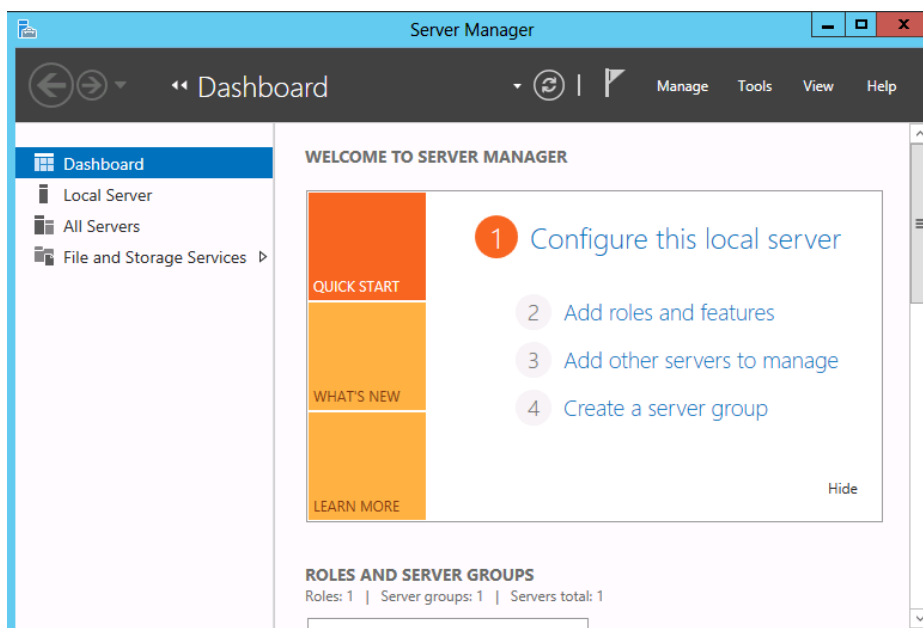 Server Manager
Dashboard
Manage Tools View Help
Dashboard
Local Server
All Servers
File and Storage Services
WELCOME TO SERVER MANAGER
QUICK START
WHAT'S NEW
LEARN MORE
1 Configure this local server
2 Add roles and features
3 Add other servers to manage
4 Create a server group
Hide
ROLES AND SERVER GROUPS
Roles: 1 | Server groups: 1 | Servers total: 1